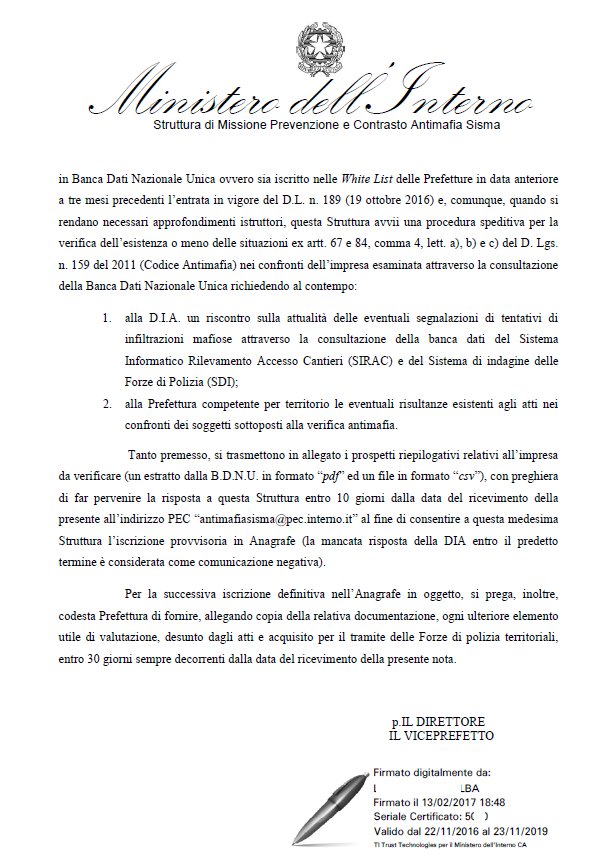 Ministero dell'Interno
Struttura di Missione Prevenzione e Contrasto Antimafia Sisma
in Banca Dati Nazionale Unica ovvero sia iscritto nelle White List delle Prefetture in data anteriore
a tre mesi precedenti l'entrata in vigore del D.L. n. 189 (19 ottobre 2016) e, comunque, quando si
rendano necessari approfondimenti istruttori, questa Struttura avvii una procedura speditiva per la
verifica dell'esistenza o meno delle situazioni ex artt. 67 e 84, comma 4, lett. a), b) e c) del D. Lgs.
n. 159 del 2011 (Codice Antimafia) nei confronti dell'impresa esaminata attraverso la consultazione
della Banca Dati Nazionale Unica richiedendo al contempo:
1. alla D.I.A. un riscontro sulla attualità delle eventuali segnalazioni di tentativi di
infiltrazioni mafiose attraverso la consultazione della banca dati del Sistema
Informatico Rilevamento Accesso Cantieri (SIRAC) e del Sistema di indagine delle
Forze di Polizia (SDI);
2. alla Prefettura competente per territorio le eventuali risultanze esistenti agli atti nei
confronti dei soggetti sottoposti alla verifica antimafia.
Tanto premesso, si trasmettono in allegato i prospetti riepilogativi relativi all'impresa
da verificare (un estratto dalla B.D.N.U. in formato "pdf" ed un file in formato "csv"), con preghiera
di far pervenire la risposta a questa Struttura entro 10 giorni dalla data del ricevimento della
presente all'indirizzo PEC "antimafiasisma@pec.interno.it" al fine di consentire a questa medesima
Struttura l'iscrizione provvisoria in Anagrafe (la mancata risposta della DIA entro il predetto
termine è considerata come comunicazione negativa).
Per la successiva iscrizione definitiva nell'Anagrafe in oggetto, si prega, inoltre,
codesta Prefettura di fornire, allegando copia della relativa documentazione, ogni ulteriore elemento
utile di valutazione, desunto dagli atti e acquisito per il tramite delle Forze di polizia territoriali,
entro 30 giorni sempre decorrenti dalla data del ricevimento della presente nota.
p.IL DIRETTORE
IL VICEPREFETTO
Firmato digitalmente da:
LBA
Firmato il 13/02/2017 18:48
Seriale Certificato: 5
Valido dal 22/11/2016 al 23/11/2019
TI Trust Technologies per il Ministero dell'Interno CA